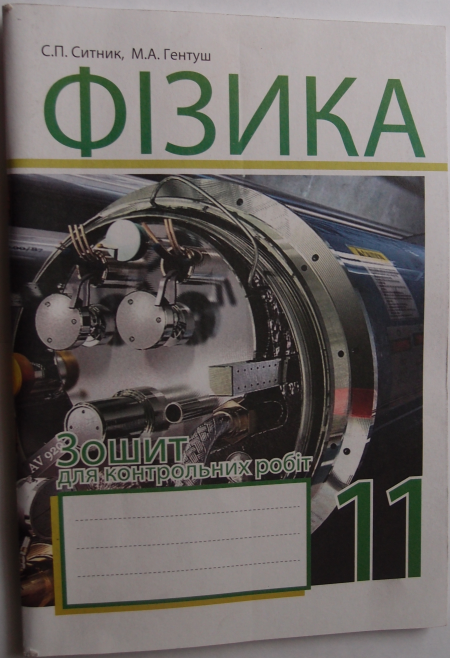 С.П. Ситник, М.А. Гентуш
ФІЗИКА
Зошит
для контрольних робіт
11